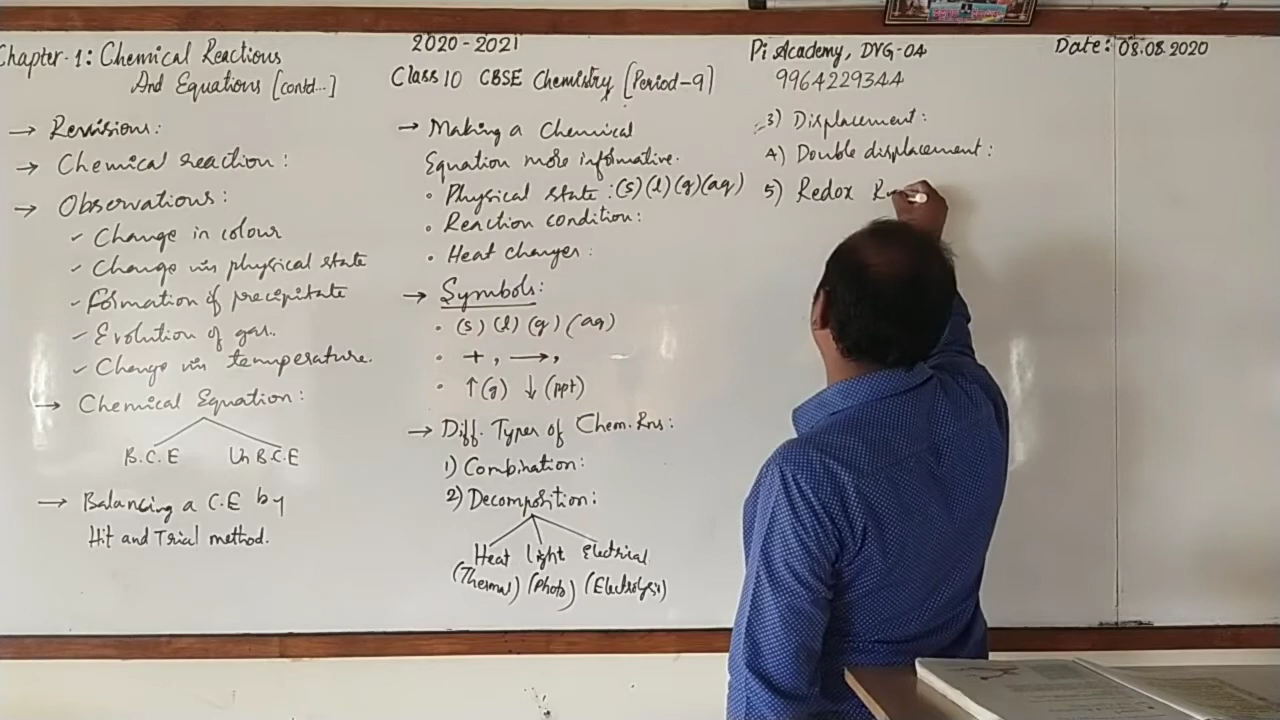 Chapter-1: Chemical Reactions
And Equations [contd...]
→ Revisions:
→ Chemical reaction:
→ Observations:
✓ Change in colour
✓ Change in physical state
✓ Formation of precipitate
✓ Evolution of gas.
✓ Change in temperature.
→ Chemical Equation:
B.C.E Un B.C.E
→ Balancing a C.E by
Hit and Trial method.
2020-2021
Class 10 CBSE Chemistry [Period-9]
→ Making a Chemical
Equation more informative.
• Physical state: (s) (l) (g) (aq)
• Reaction condition:
• Heat changes:
→ Symbols:
• (s) (l) (g) (aq)
• +, →,
• ↑(g) ↓(ppt)
→ Diff. Types of Chem. Rns:
1) Combination:
2) Decomposition:
Heat light Electrical
(Thermal) (Photo) (Electrolysis)
Pi Academy, DVG-04
9964229344
3) Displacement:
4) Double displacement:
5) Redox
Date: 08.08.2020